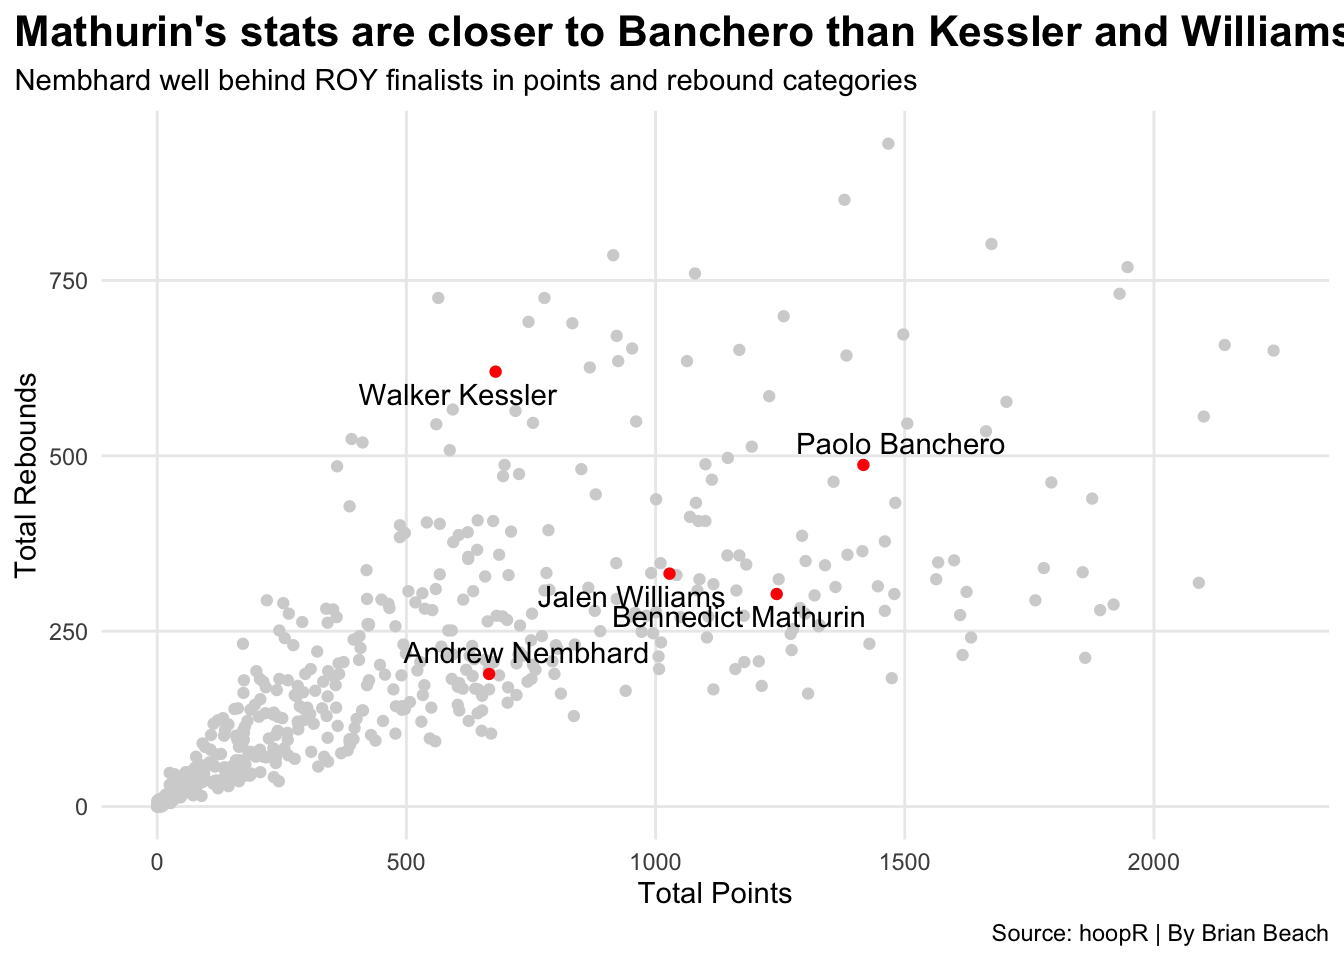 Mathurin's stats are closer to Banchero than Kessler and Williams
Nembhard well behind ROY finalists in points and rebound categories
Total Rebounds
750
500
250
0
Walker Kessler
Paolo Banchero
Jalen Williams
Bennedict Mathurin
Andrew Nembhard
0
500
1000
1500
2000
Total Points
Source: hoopR | By Brian Beach